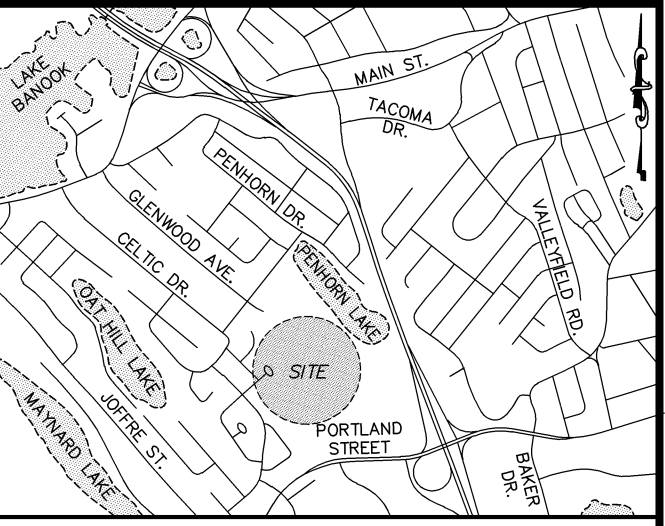 LAKE
BANOOK
MAIN ST.
TACOMA
DR.
PENHORN DR.
GLENWOOD AVE.
CELTIC DR.
VALLEYFIELD RD.
PENHORN LAKE
OAT HILL LAKE
SITE
MAYNARD LAKE
JOFFRE ST.
PORTLAND
STREET
BAKER
DR.